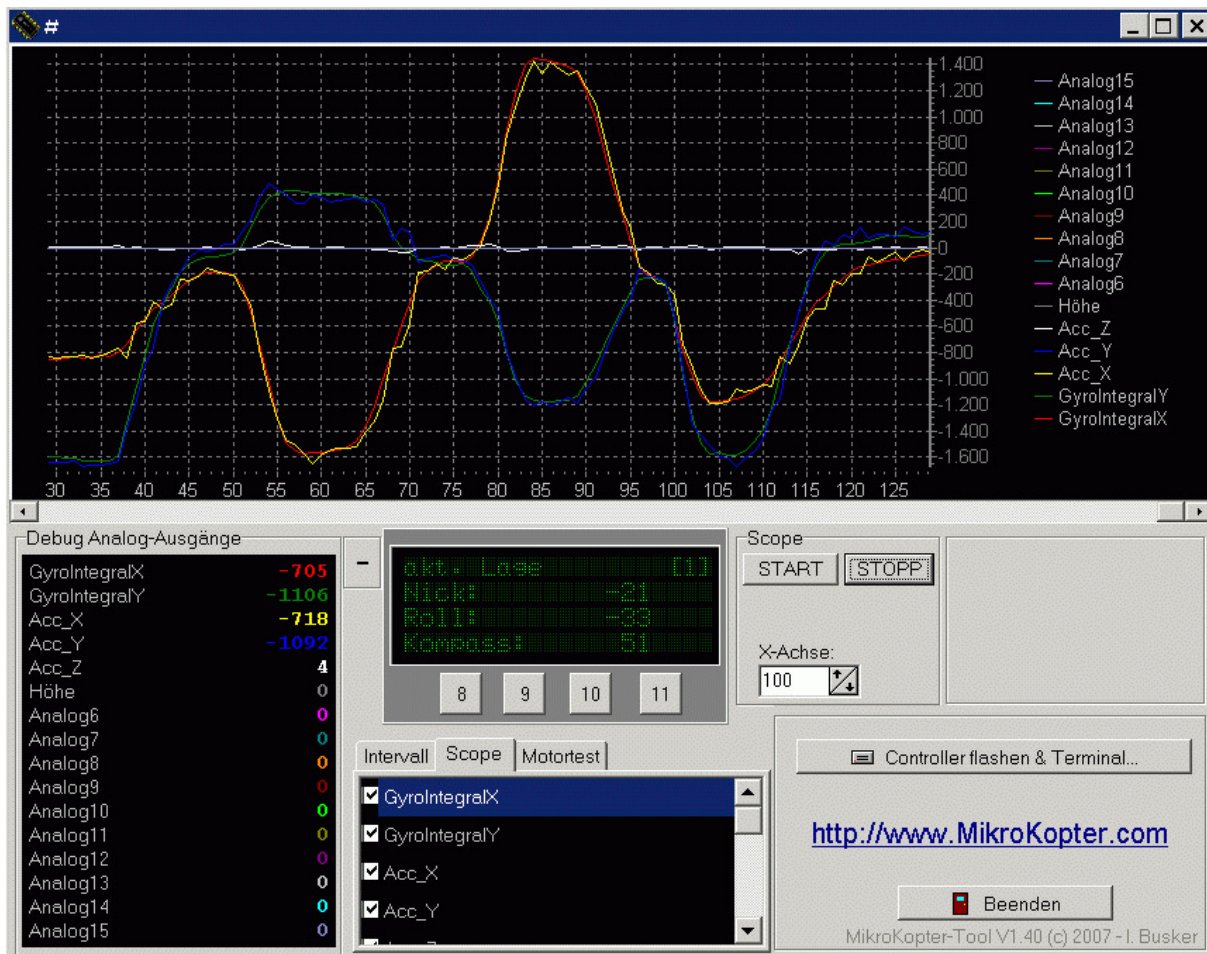 #
1.400
1.200
1.000
800
600
400
200
0
-200
-400
-600
-800
-1.000
-1.200
-1.400
-1.600
30 35 40 45 50 55 60 65 70 75 80 85 90 95 100 105 110 115 120 125
Analog15
Analog14
Analog13
Analog12
Analog11
Analog10
Analog9
Analog8
Analog7
Analog6
Höhe
Acc_Z
Acc_Y
Acc_X
GyroIntegralY
GyroIntegralX
Debug Analog-Ausgänge
GyroIntegralX -705
GyroIntegralY -1106
Acc_X -718
Acc_Y -1092
Acc_Z 4
Höhe 0
Analog6 0
Analog7 0
Analog8 0
Analog9 0
Analog10 0
Analog11 0
Analog12 0
Analog13 0
Analog14 0
Analog15 0
-
akt. Lage [1]
Nick: -21
Roll: -33
Kompass: 51
8 9 10 11
Scope
START STOPP
X-Achse:
100
Intervall Scope Motortest
GyroIntegralX
GyroIntegralY
Acc_X
Acc_Y
Controller flashen & Terminal...
http://www.MikroKopter.com
Beenden
MikroKopter-Tool V1.40 (c) 2007 - I. Busker